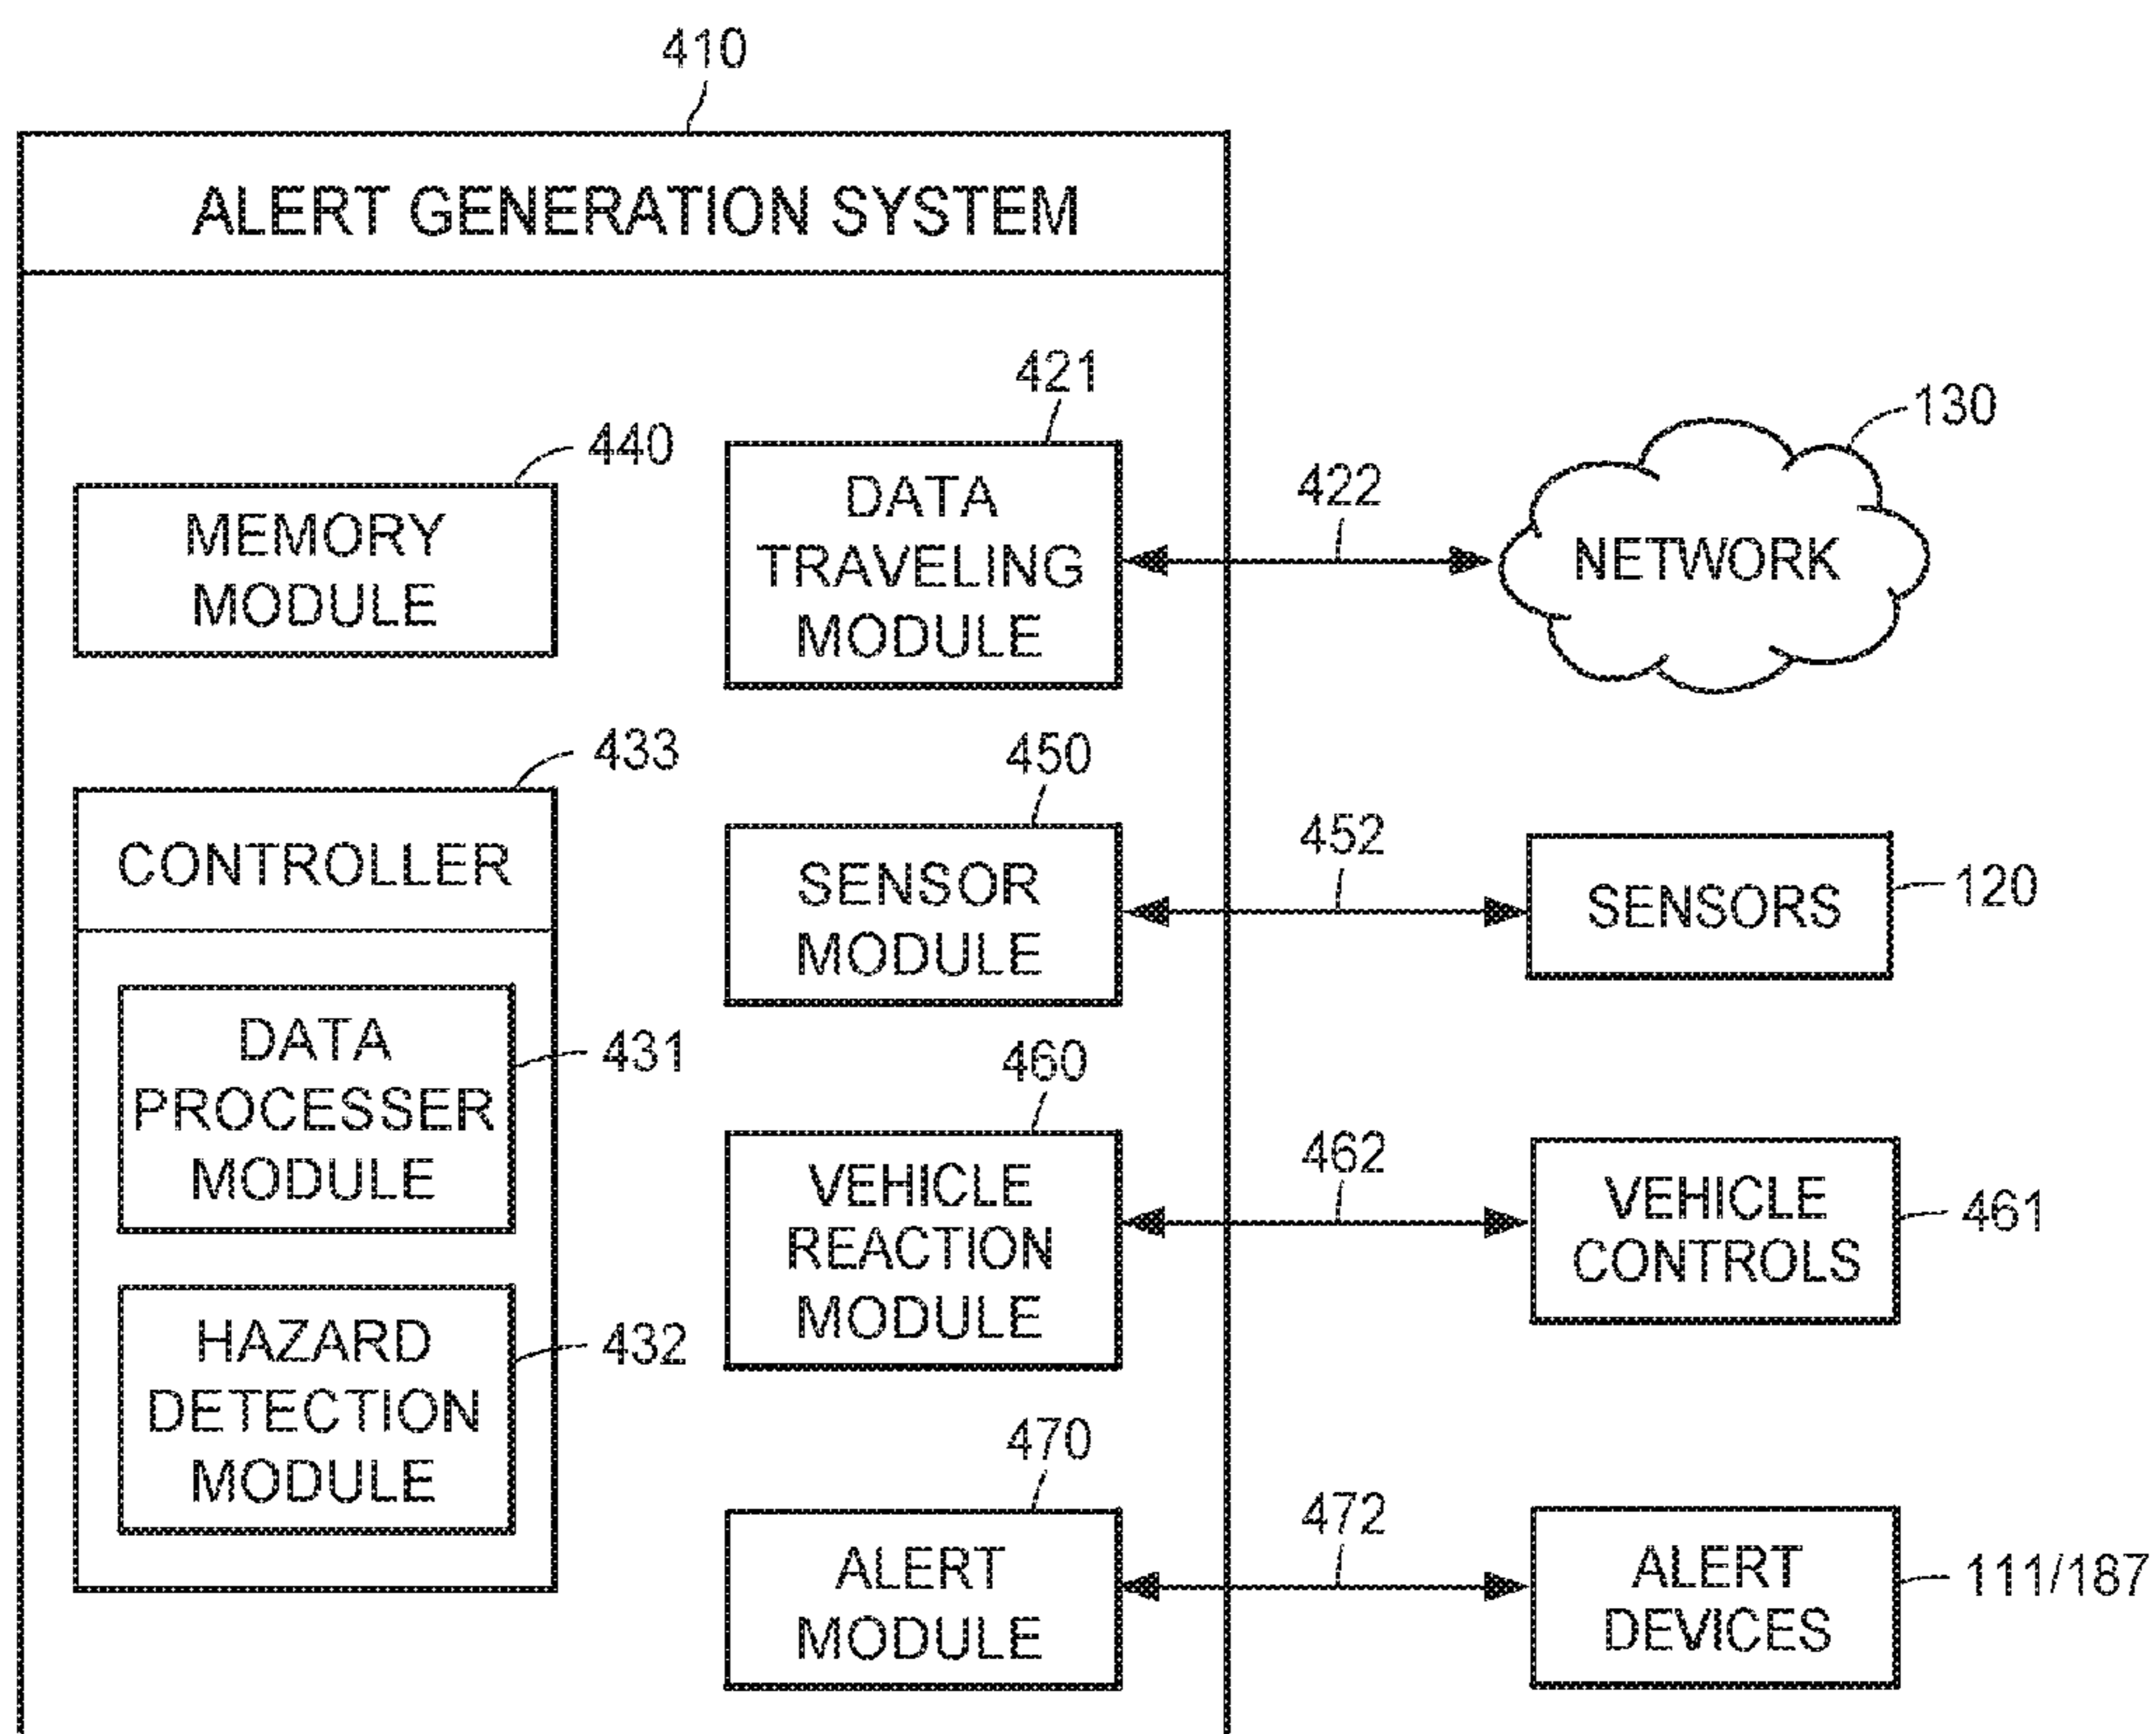 410
ALERT GENERATION SYSTEM
440
MEMORY
MODULE
421
DATA
TRAVELING
MODULE
422
130
NETWORK
433
CONTROLLER
431
DATA
PROCESSER
MODULE
432
HAZARD
DETECTION
MODULE
450
SENSOR
MODULE
452
SENSORS
120
460
VEHICLE
REACTION
MODULE
462
VEHICLE
CONTROLS
461
470
ALERT
MODULE
472
ALERT
DEVICES
111/187